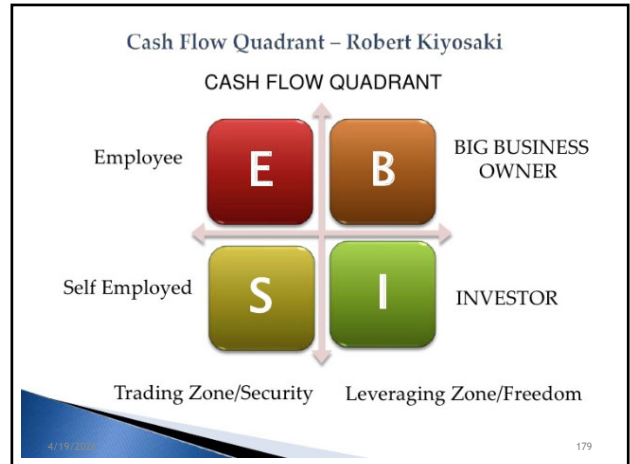 Cash Flow Quadrant – Robert Kiyosaki
CASH FLOW QUADRANT
Employee
E
B
BIG BUSINESS
OWNER
Self Employed
S
I
INVESTOR
Trading Zone/Security
Leveraging Zone/Freedom
179